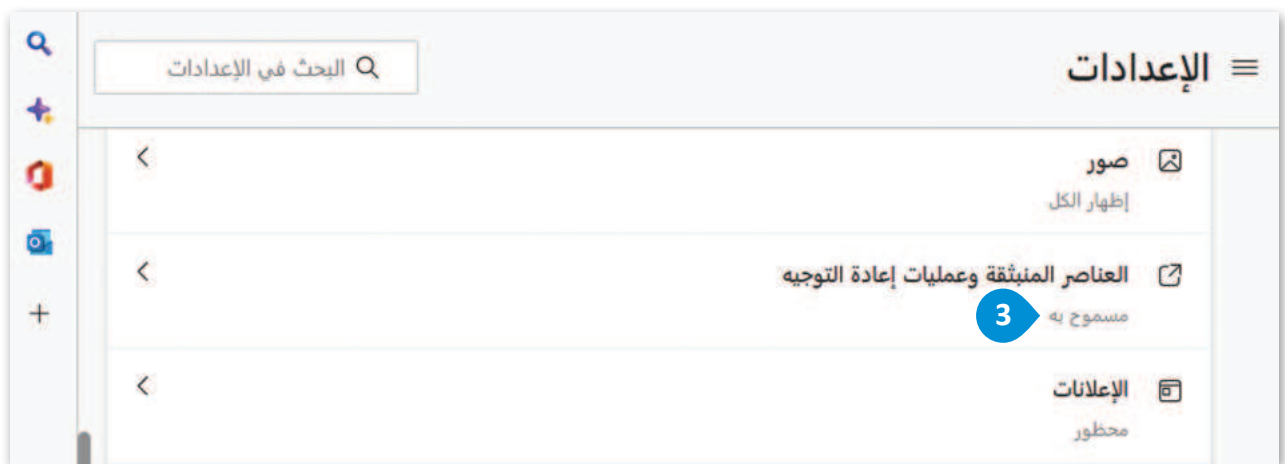 الإعدادات
البحث في الإعدادات
صور
إظهار الكل
العناصر المنبثقة وعمليات إعادة التوجيه
مسموح به
3
الإعلانات
محظور